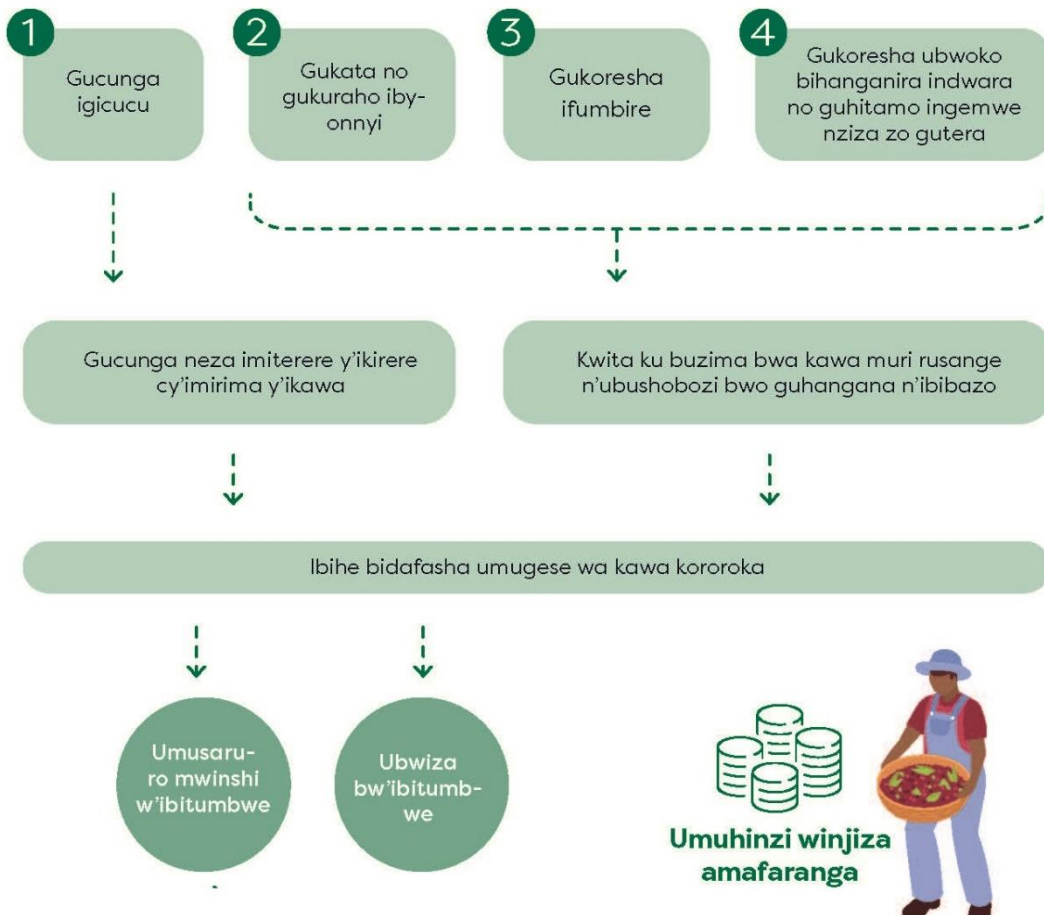 1
Gucunga
igicucu
2
Gukata no
gukuraho iby-
onnyi
3
Gukoresha
ifumbire
4
Gukoresha ubwoko
bihanganira indwara
no guhitamo ingemwe
nziza zo gutera
Gucunga neza imiterere y'ikirere
cy'imirima y'ikawa
Kwita ku buzima bwa kawa muri rusange
n'ubushobozi bwo guhangana n'ibibazo
Ibihe bidafasha umugese wa kawa kororoka
Umusaru-
ro mwinshi
w'ibitumbwe
Ubwiza
bw'ibitumb-
we
Umuhinzi winjiza
amafaranga